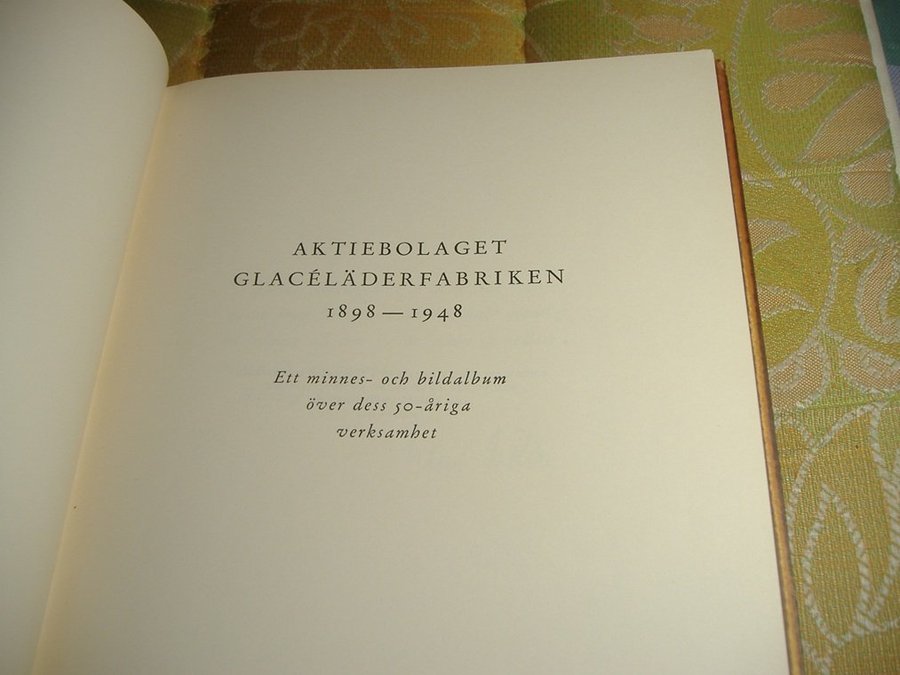 AKTIEBOLAGET
GLACÉLÄDERFABRIKEN
1898 — 1948
Ett minnes- och bildalbum
över dess 50-åriga
verksamhet